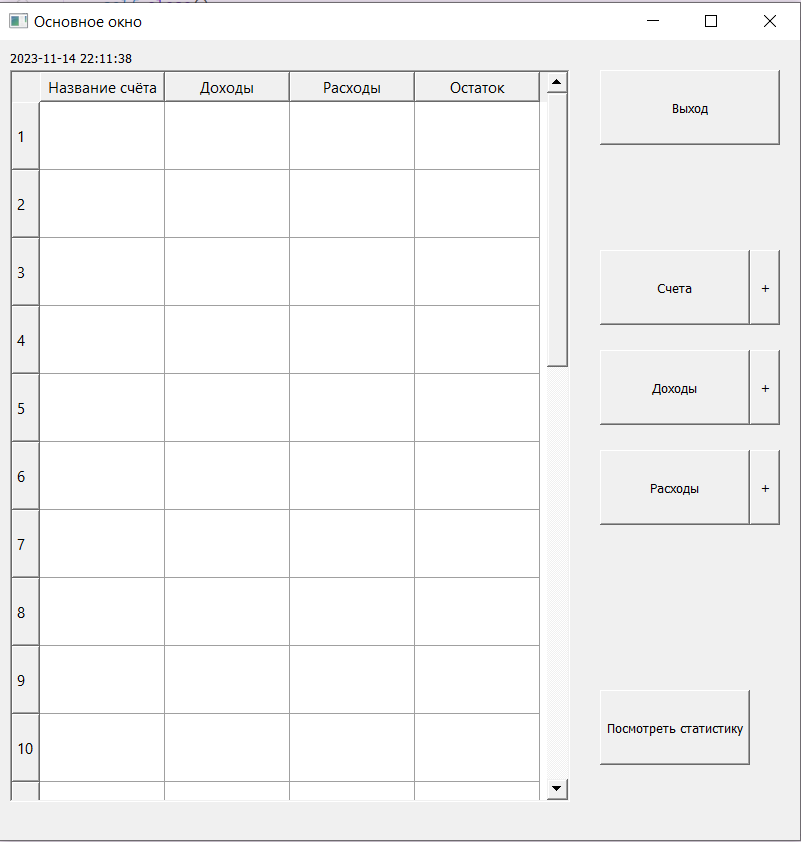 Основное окно
2023-11-14 22:11:38
Название счёта Доходы Расходы Остаток
Выход
1
2
3
Счета +
4
Доходы +
5
6
Расходы +
7
8
9
Посмотреть статистику
10